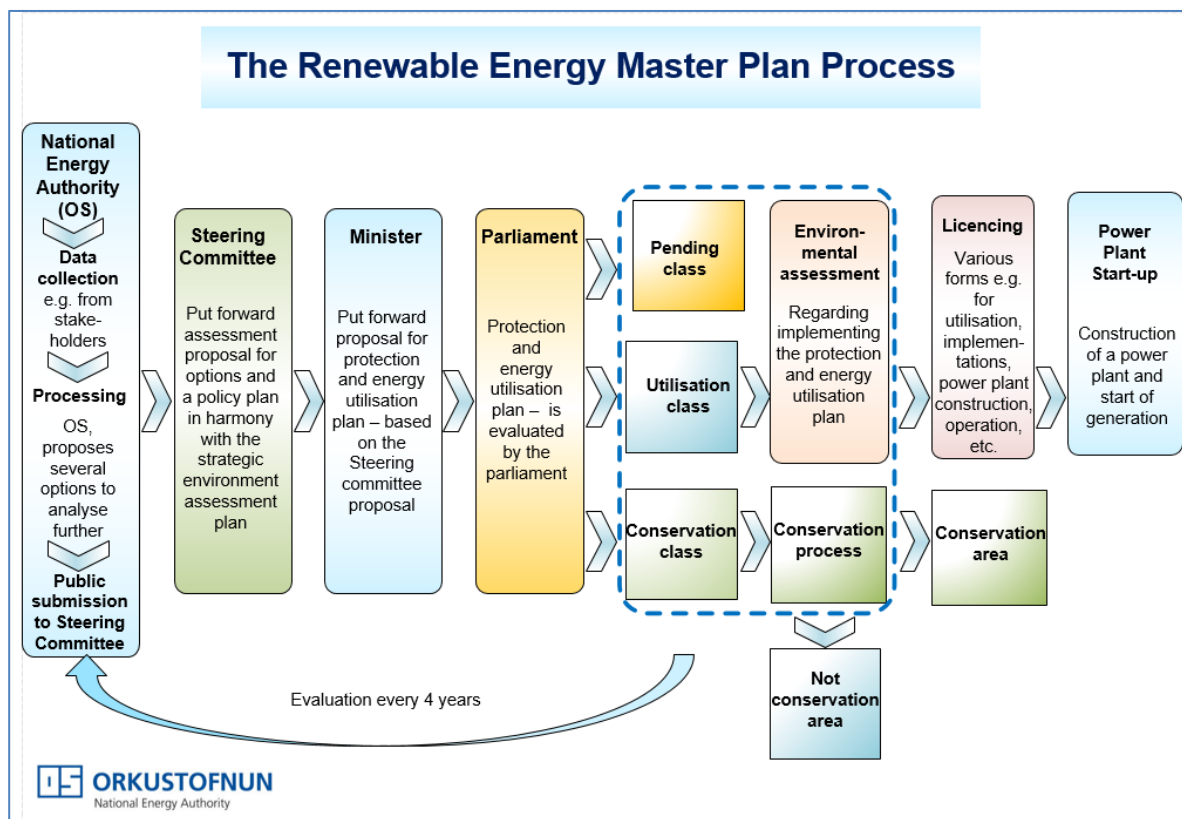 The Renewable Energy Master Plan Process
National
Energy
Authority
(OS)
Data
collection
e.g. from
stake-
holders
Processing
OS,
proposes
several
options to
analyse
further
Public
submission
to Steering
Committee
Steering
Committee
Put forward
assessment
proposal for
options and
a policy plan
in harmony
with the
strategic
environment
assessment
plan
Minister
Put forward
proposal for
protection
and energy
utilisation
plan – based
on the
Steering
committee
proposal
Parliament
Protection
and
energy
utilisation
plan – is
evaluated
by the
parliament
Pending
class
Utilisation
class
Conservation
class
Environ-
mental
assessment
Regarding
implementing
the protection
and energy
utilisation
plan
Conservation
process
Licencing
Various
forms e.g.
for
utilisation,
implemen-
tations,
power plant
construction,
operation,
etc.
Conservation
area
Power
Plant
Start-up
Construction
of a power
plant and
start of
generation
Not
conservation
area
Evaluation every 4 years
OS ORKUSTOFNUN
National Energy Authority